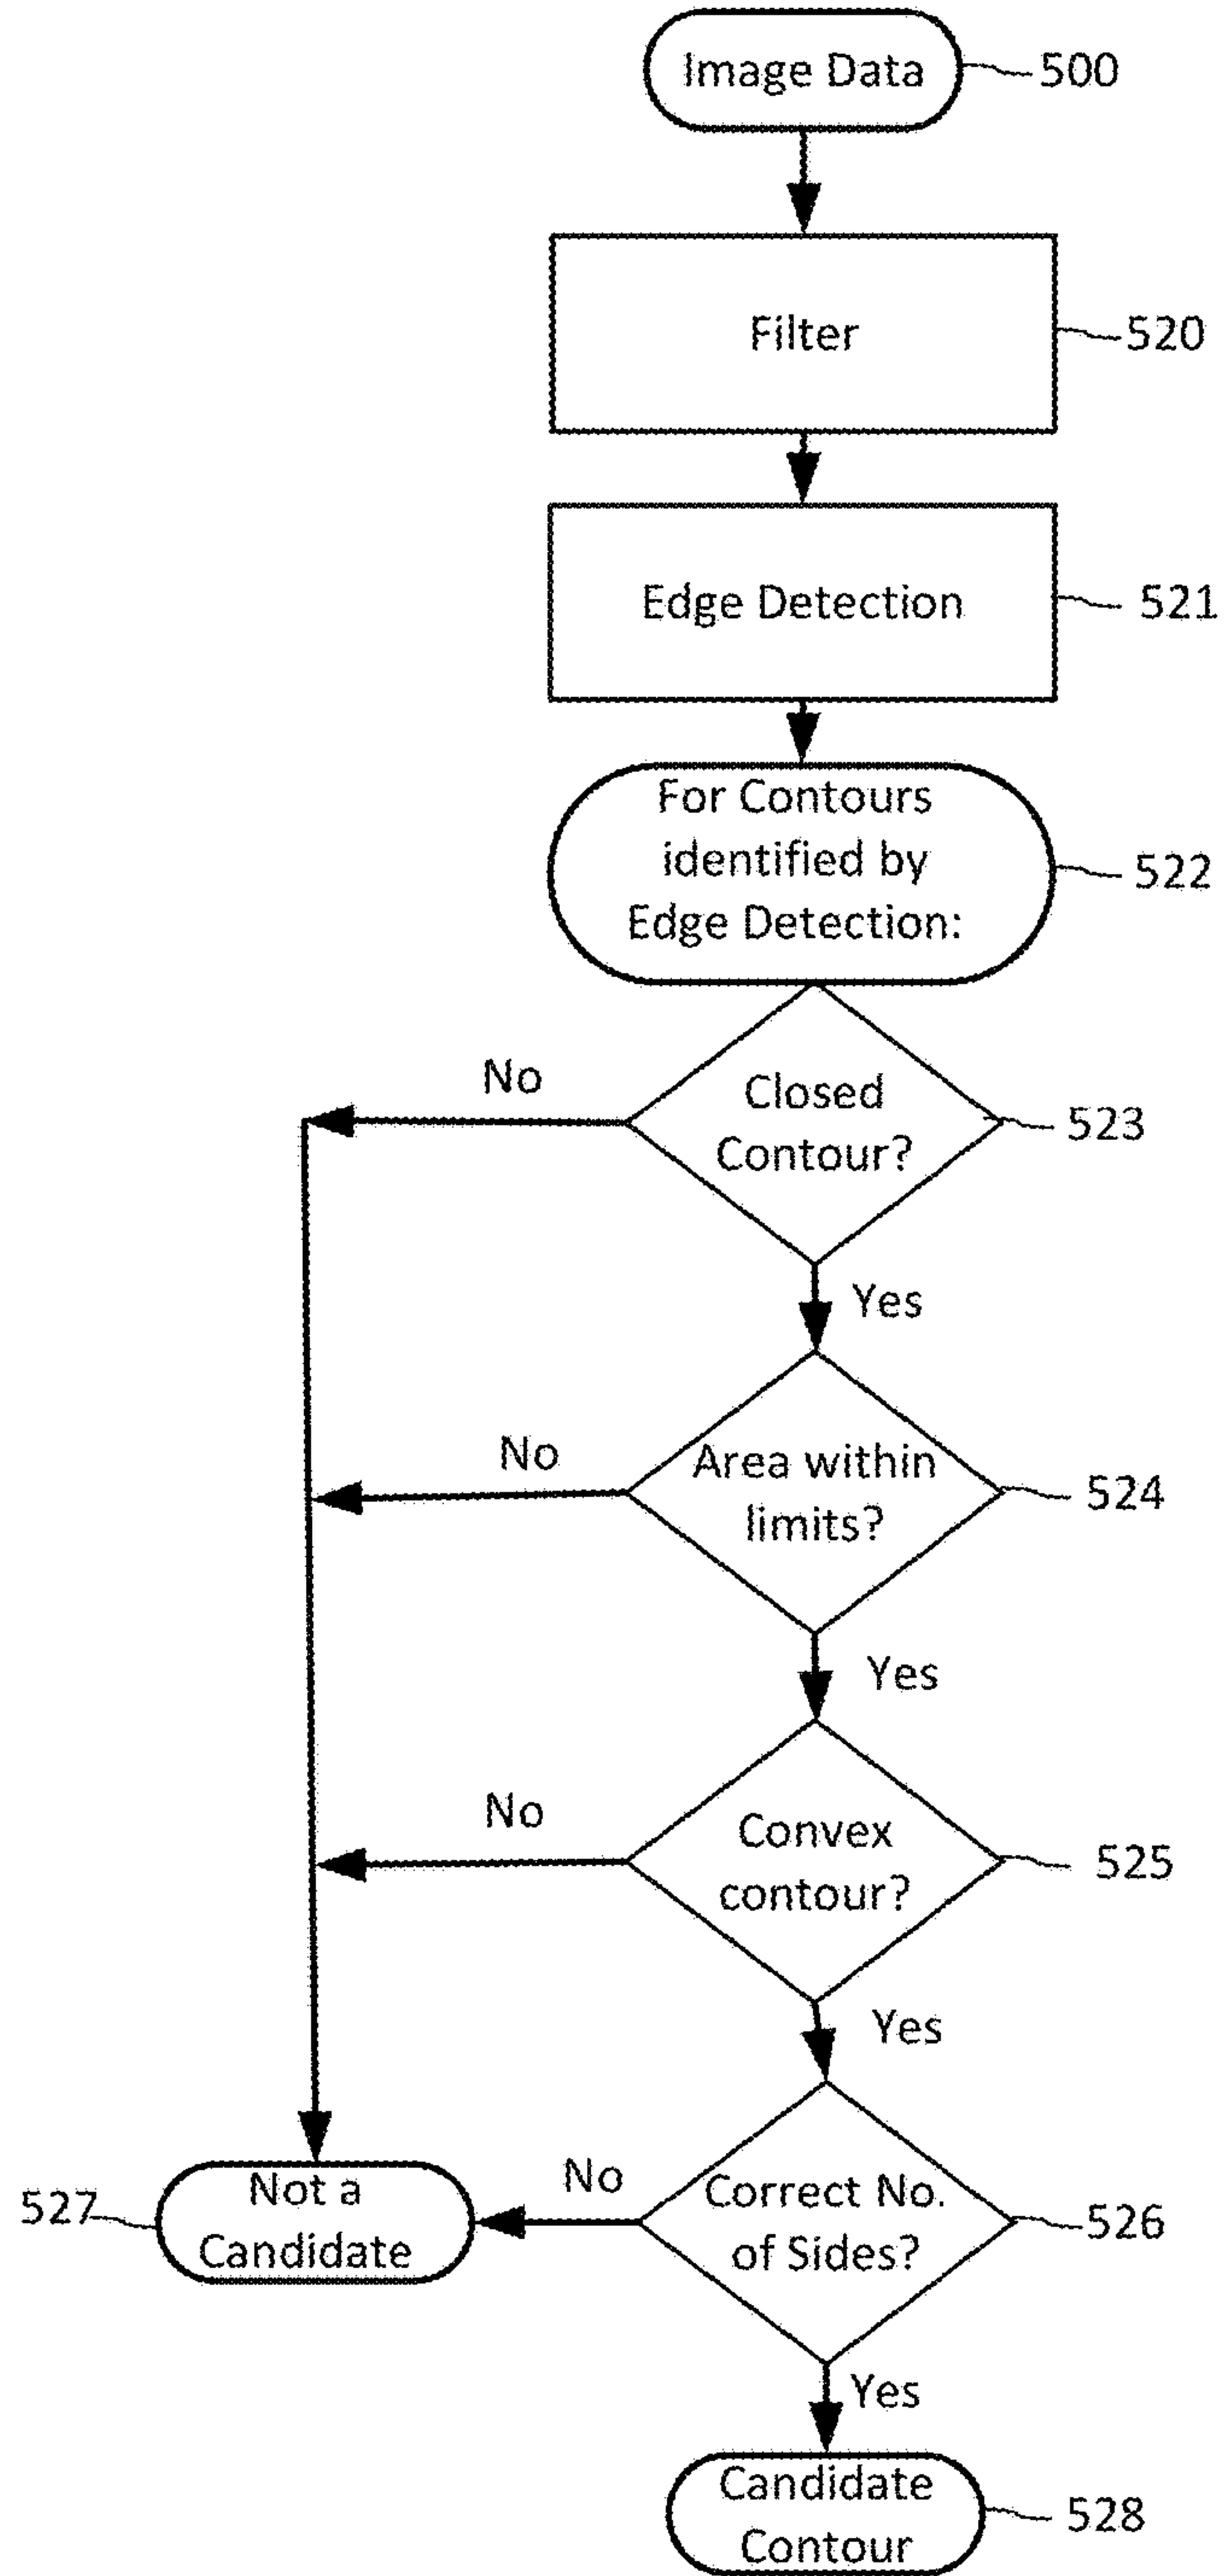 Image Data
500
Filter
520
Edge Detection
521
For Contours
identified by
Edge Detection:
522
No
Closed
Contour?
523
Yes
No
Area within
limits?
524
Yes
No
Convex
contour?
525
Yes
527
Not a
Candidate
No
Correct No.
of Sides?
526
Yes
Candidate
Contour
528